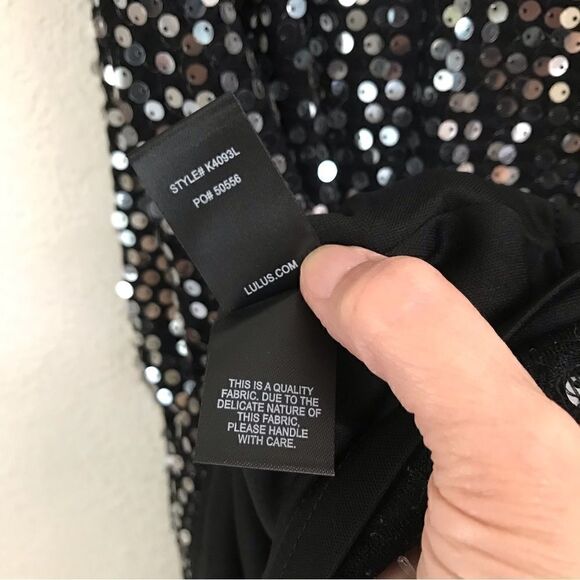 STYLE# K4093L
PO# 50556
LULUS.COM
THIS IS A QUALITY
FABRIC. DUE TO THE
DELICATE NATURE OF
THIS FABRIC,
PLEASE HANDLE
WITH CARE.